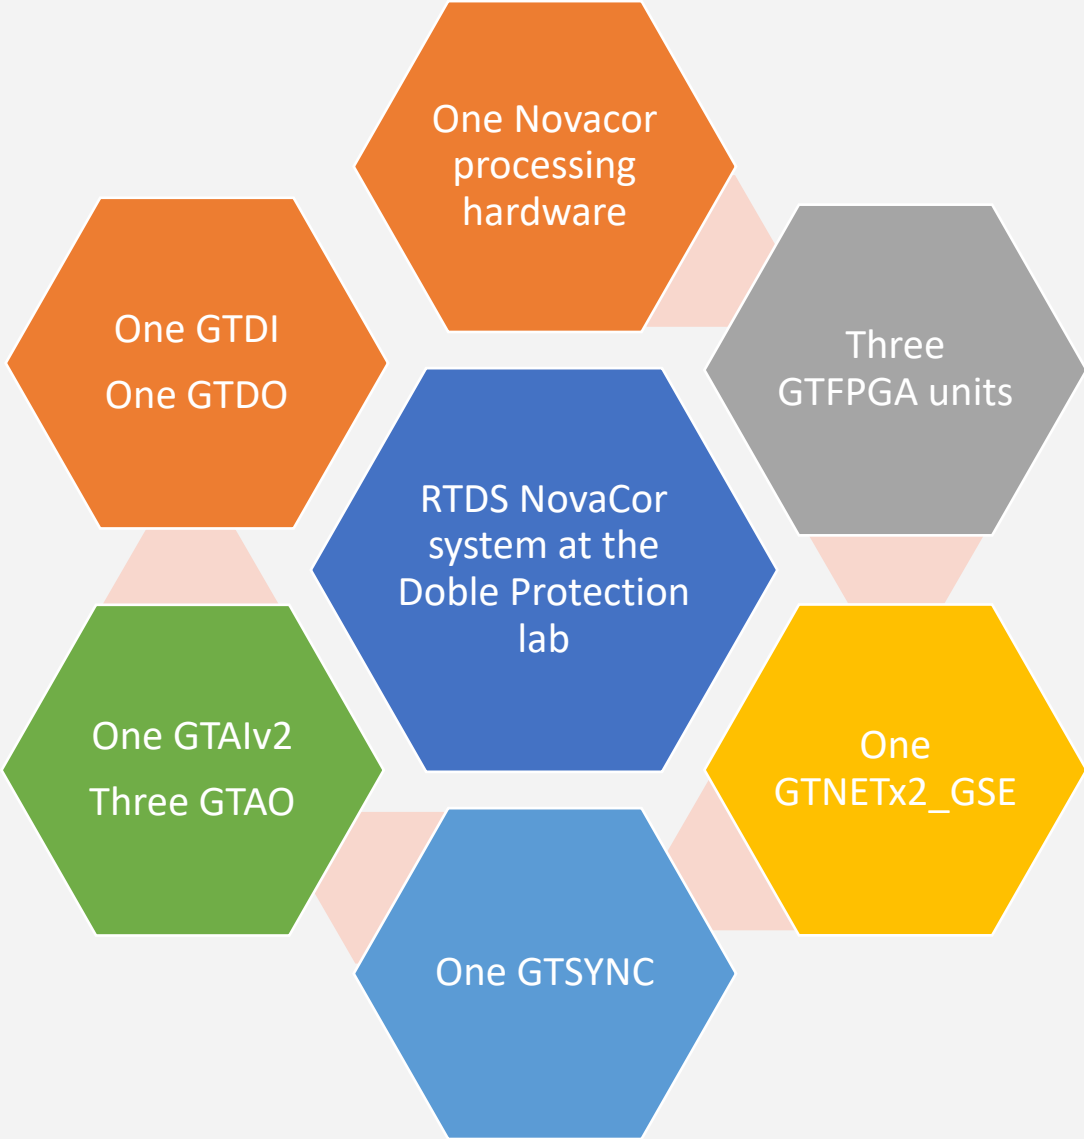 One Novacor
processing
hardware
One GTDI
One GTDO
Three
GTFPGA units
RTDS NovaCor
system at the
Doble Protection
lab
One GTAIv2
Three GTAO
One
GTNETx2_GSE
One GTSYNC